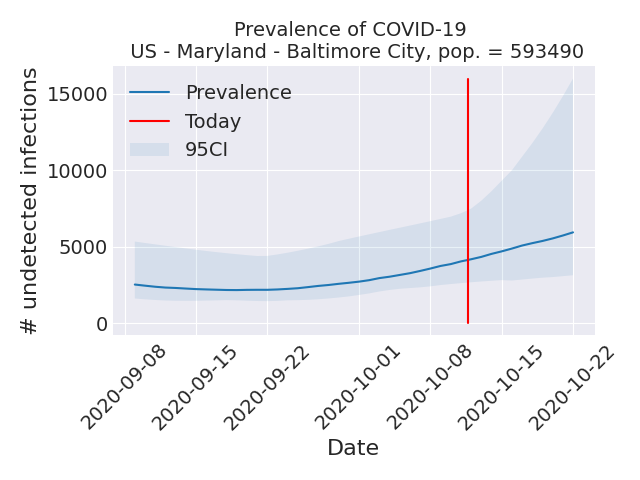 Prevalence of COVID-19
US - Maryland - Baltimore City, pop. = 593490
# undetected infections
15000
10000
5000
0
Prevalence
Today
95CI
2020-09-08
2020-09-15
2020-09-22
2020-10-01
2020-10-08
2020-10-15
2020-10-22
Date